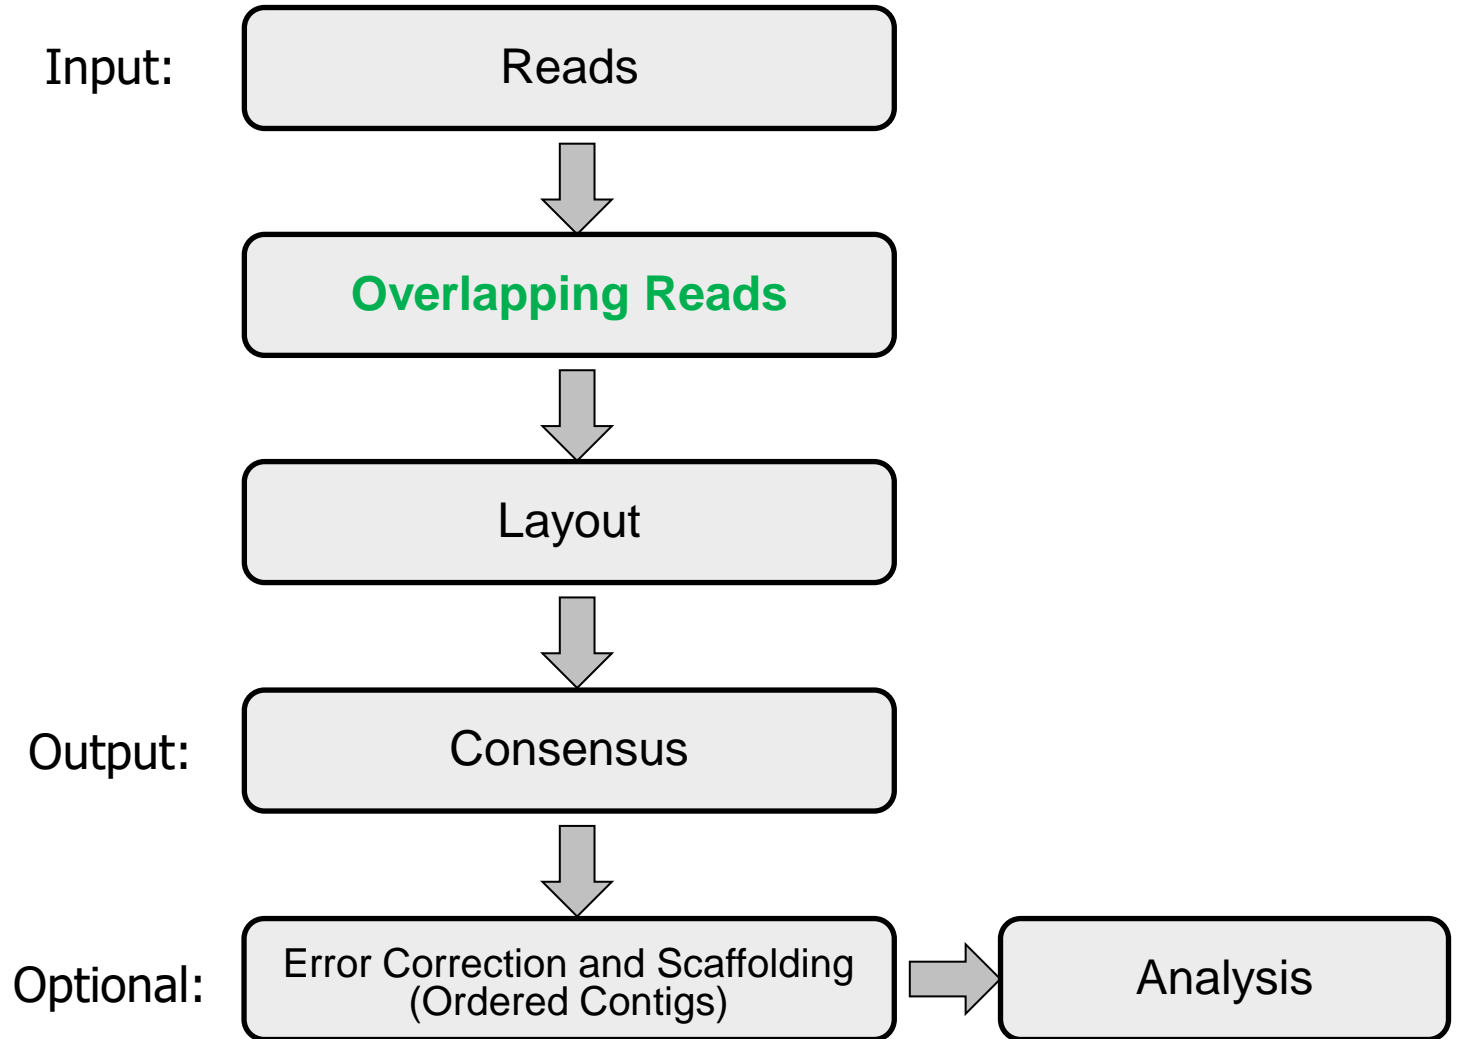 Input:
Reads
Overlapping Reads
Layout
Output:
Consensus
Optional:
Error Correction and Scaffolding
(Ordered Contigs)
Analysis